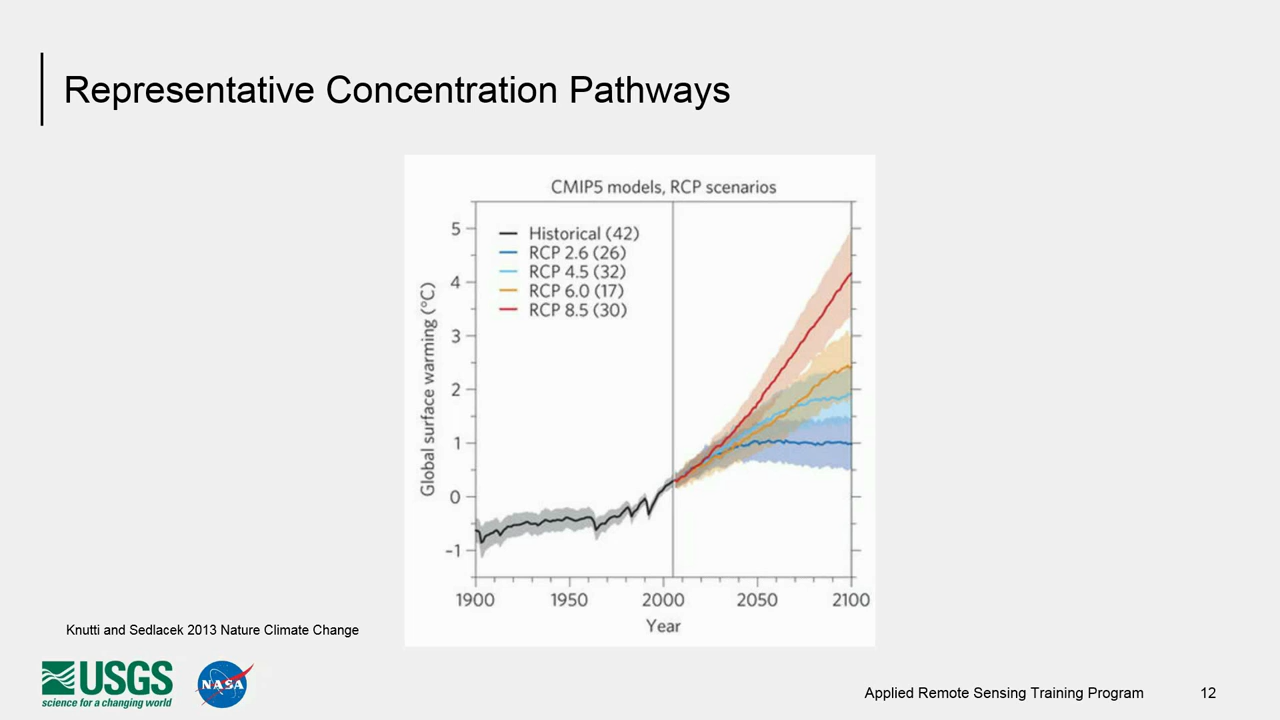 Representative Concentration Pathways
CMIP5 models, RCP scenarios
Historical (42)
RCP 2.6 (26)
RCP 4.5 (32)
RCP 6.0 (17)
RCP 8.5 (30)
Global surface warming (°C)
5
4
3
2
1
0
−1
1900 1950 2000 2050 2100
Year
Knutti and Sedlacek 2013 Nature Climate Change
USGS
science for a changing world
NASA
Applied Remote Sensing Training Program 12